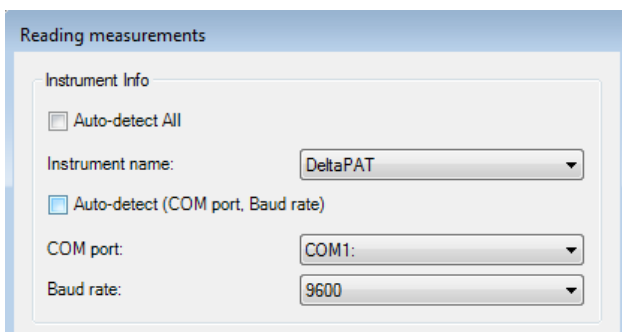 Reading measurements
Instrument Info
Auto-detect All
Instrument name: DeltaPAT
Auto-detect (COM port, Baud rate)
COM port: COM1:
Baud rate: 9600